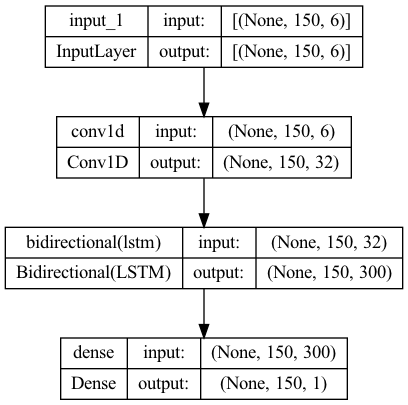 input_1 input: [(None, 150, 6)]
InputLayer output: [(None, 150, 6)]
conv1d input: (None, 150, 6)
Conv1D output: (None, 150, 32)
bidirectional(lstm) input: (None, 150, 32)
Bidirectional(LSTM) output: (None, 150, 300)
dense input: (None, 150, 300)
Dense output: (None, 150, 1)